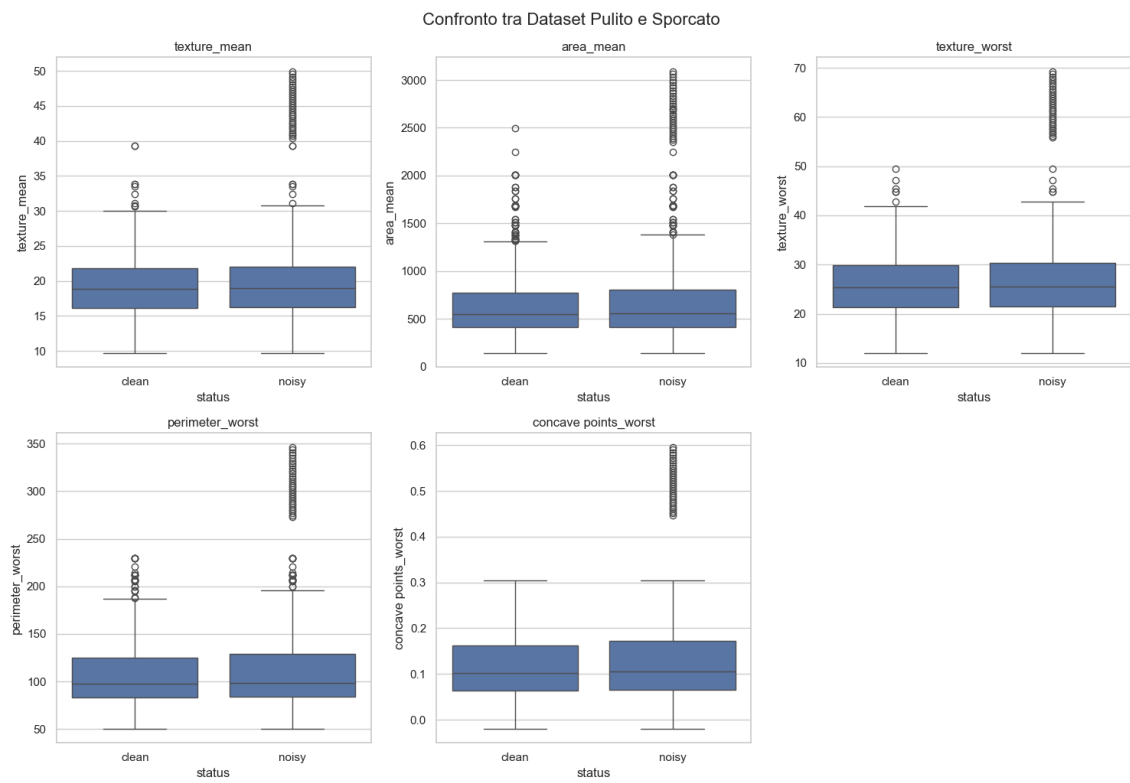 Confronto tra Dataset Pulito e Sporcato
texture_mean
texture_mean
50
45
40
35
30
25
20
15
10
clean
noisy
status
area_mean
area_mean
3000
2500
2000
1500
1000
500
0
clean
noisy
status
texture_worst
texture_worst
70
60
50
40
30
20
10
clean
noisy
status
perimeter_worst
perimeter_worst
350
300
250
200
150
100
50
clean
noisy
status
concave points_worst
concave points_worst
0.6
0.5
0.4
0.3
0.2
0.1
0.0
clean
noisy
status